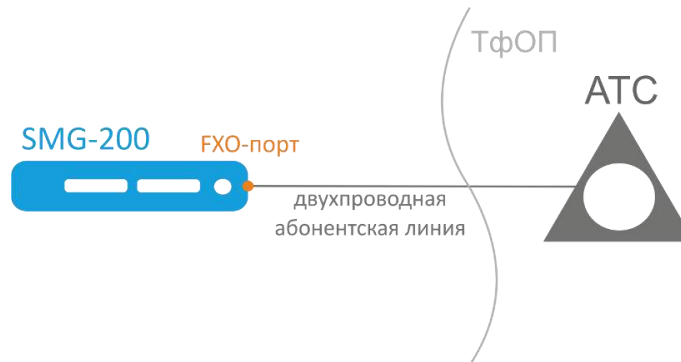 ТфОП
АТС
SMG-200
FXO-порт
двухпроводная
абонентская линия